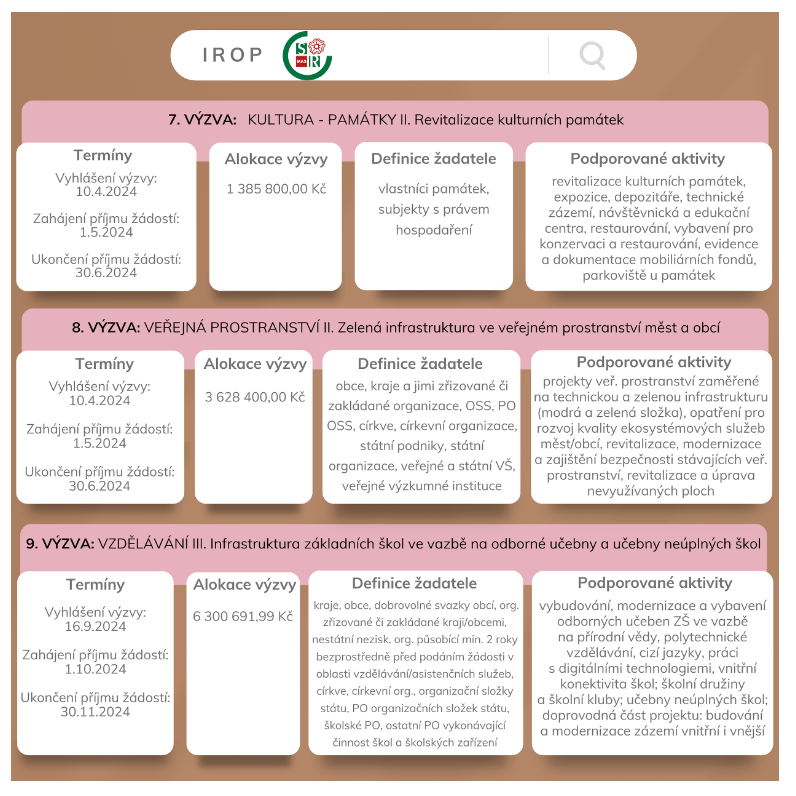 IROP
S
MAS
R
7. VÝZVA: KULTURA - PAMÁTKY II. Revitalizace kulturních památek
Termíny
Vyhlášení výzvy:
10.4.2024
Zahájení příjmu žádostí:
1.5.2024
Ukončení příjmu žádostí:
30.6.2024
Alokace výzvy
1 385 800,00 Kč
Definice žadatele
vlastníci památek,
subjekty s právem
hospodaření
Podporované aktivity
revitalizace kulturních památek,
expozice, depozitáře, technické
zázemí, návštěvnická a edukační
centra, restaurování, vybavení pro
konzervaci a restaurování, evidence
a dokumentace mobiliárních fondů,
parkoviště u památek
8. VÝZVA: VEŘEJNÁ PROSTRANSTVÍ II. Zelená infrastruktura ve veřejném prostranství měst a obcí
Termíny
Vyhlášení výzvy:
10.4.2024
Zahájení příjmu žádostí:
1.5.2024
Ukončení příjmu žádostí:
30.6.2024
Alokace výzvy
3 628 400,00 Kč
Definice žadatele
obce, kraje a jimi zřizované či
zakládané organizace, OSS, PO
OSS, církve, církevní organizace,
státní podniky, státní
organizace, veřejné a státní VŠ,
veřejné výzkumné instituce
Podporované aktivity
projekty veř. prostranství zaměřené
na technickou a zelenou infrastrukturu
(modrá a zelená složka), opatření pro
rozvoj kvality ekosystémových služeb
měst/obcí, revitalizace, modernizace
a zajištění bezpečnosti stávajících veř.
prostranství, revitalizace a úprava
nevyužívaných ploch
9. VÝZVA: VZDĚLÁVÁNÍ III. Infrastruktura základních škol ve vazbě na odborné učebny a učebny neúplných škol
Termíny
Vyhlášení výzvy:
16.9.2024
Zahájení příjmu žádostí:
1.10.2024
Ukončení příjmu žádostí:
30.11.2024
Alokace výzvy
6 300 691,99 Kč
Definice žadatele
kraje, obce, dobrovolné svazky obcí, org.
zřizované či zakládané kraji/obcemi,
nestátní nezisk. org. působící min. 2 roky
bezprostředně před podáním žádosti v
oblasti vzdělávání/asistenčních služeb,
církve, církevní org., organizační složky
státu, PO organizačních složek státu,
školské PO, ostatní PO vykonávající
činnost škol a školských zařízení
Podporované aktivity
vybudování, modernizace a vybavení
odborných učeben ZŠ ve vazbě
na přírodní vědy, polytechnické
vzdělávání, cizí jazyky, práci
s digitálními technologiemi, vnitřní
konektivita škol; školní družiny
a školní kluby; učebny neúplných škol;
doprovodná část projektu: budování
a modernizace zázemí vnitřní i vnější